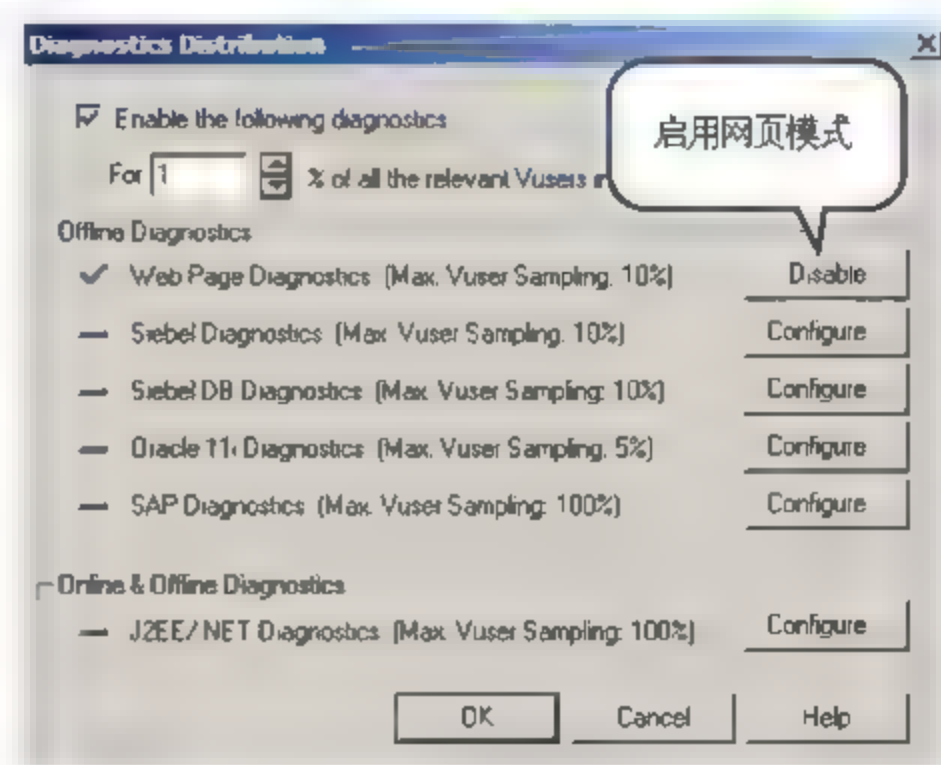 Diagnostics Distribution
Enable the following diagnostics
启用网页模式
For 1 % of all the relevant Vusers in
Offline Diagnostics
Web Page Diagnostics (Max. Vuser Sampling. 10%) Disable
Siebel Diagnostics (Max Vuser Sampling. 10%) Configure
Siebel DB Diagnostics (Max Vuser Sampling: 10%) Configure
Oracle 11i Diagnostics (Max. Vuser Sampling. 5%) Configure
SAP Diagnostics (Max Vuser Sampling: 100%) Configure
Online & Offline Diagnostics
J2EE/.NET Diagnostics (Max Vuser Sampling: 100%) Configure
OK Cancel Help